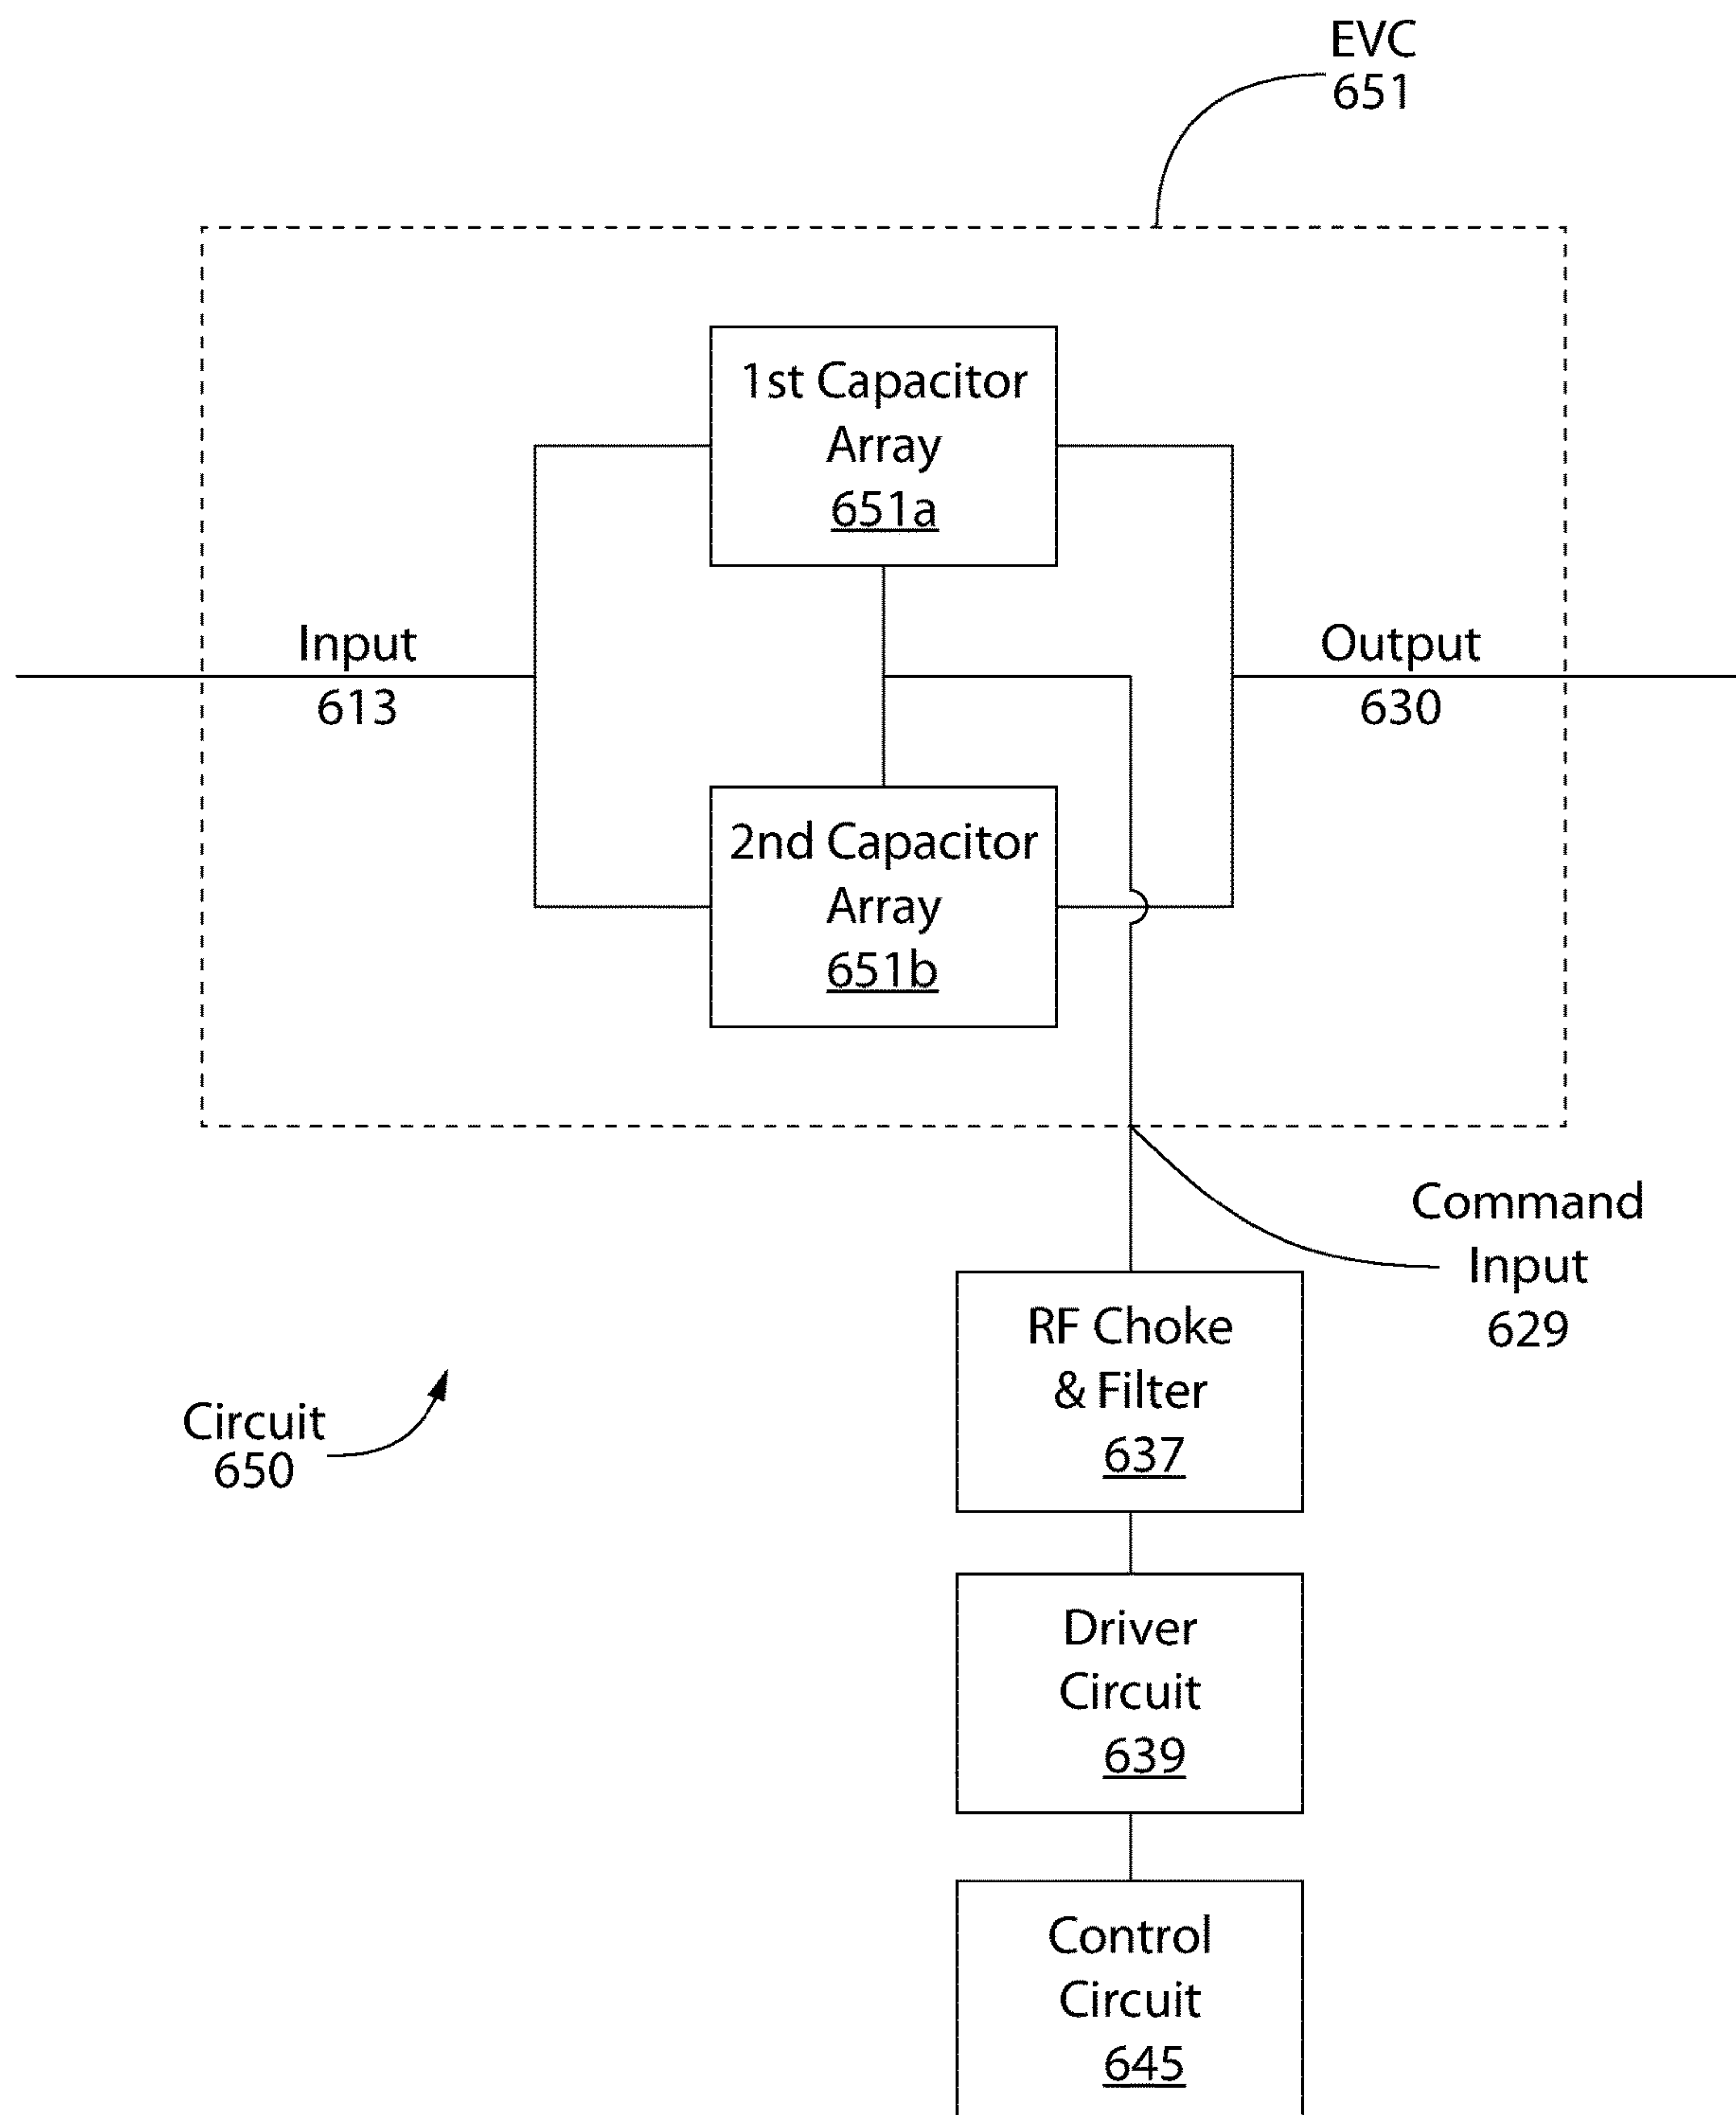 EVC
651
1st Capacitor
Array
651a
Input
613
Output
630
2nd Capacitor
Array
651b
Command
Input
629
RF Choke
& Filter
637
Circuit
650
Driver
Circuit
639
Control
Circuit
645